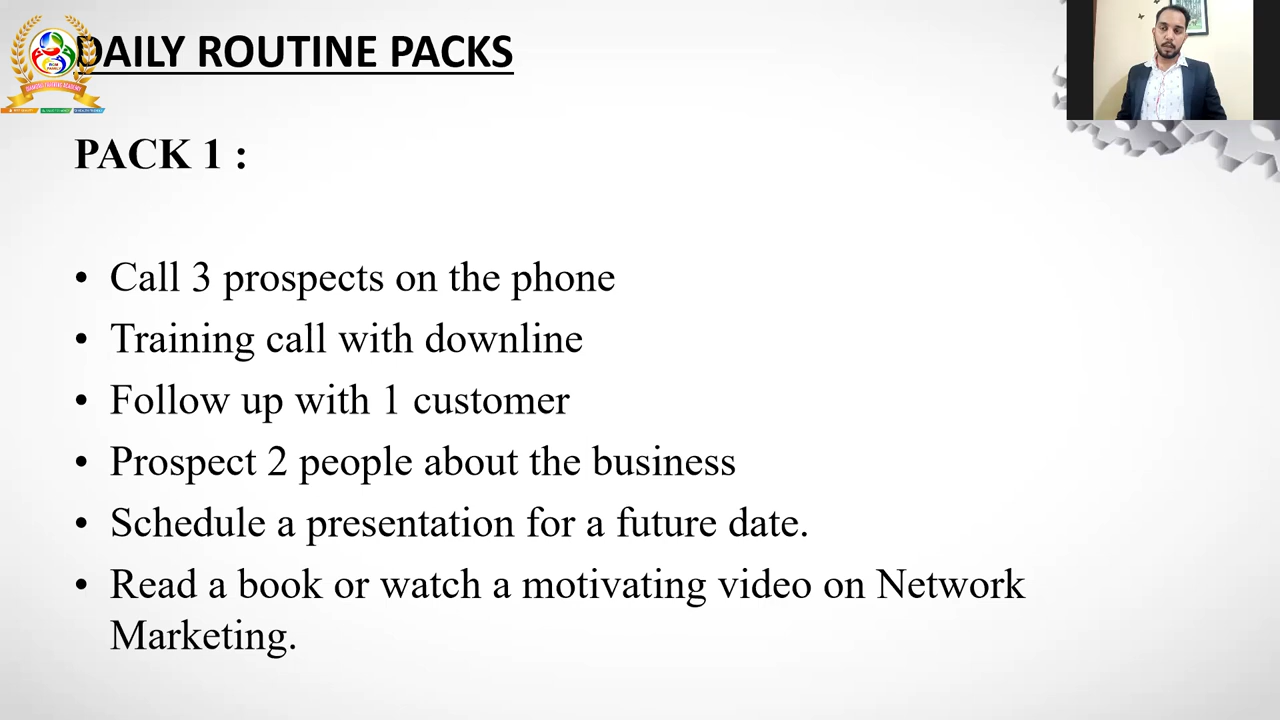 DAILY ROUTINE PACKS
PACK 1 :
• Call 3 prospects on the phone
• Training call with downline
• Follow up with 1 customer
• Prospect 2 people about the business
• Schedule a presentation for a future date.
• Read a book or watch a motivating video on Network
Marketing.